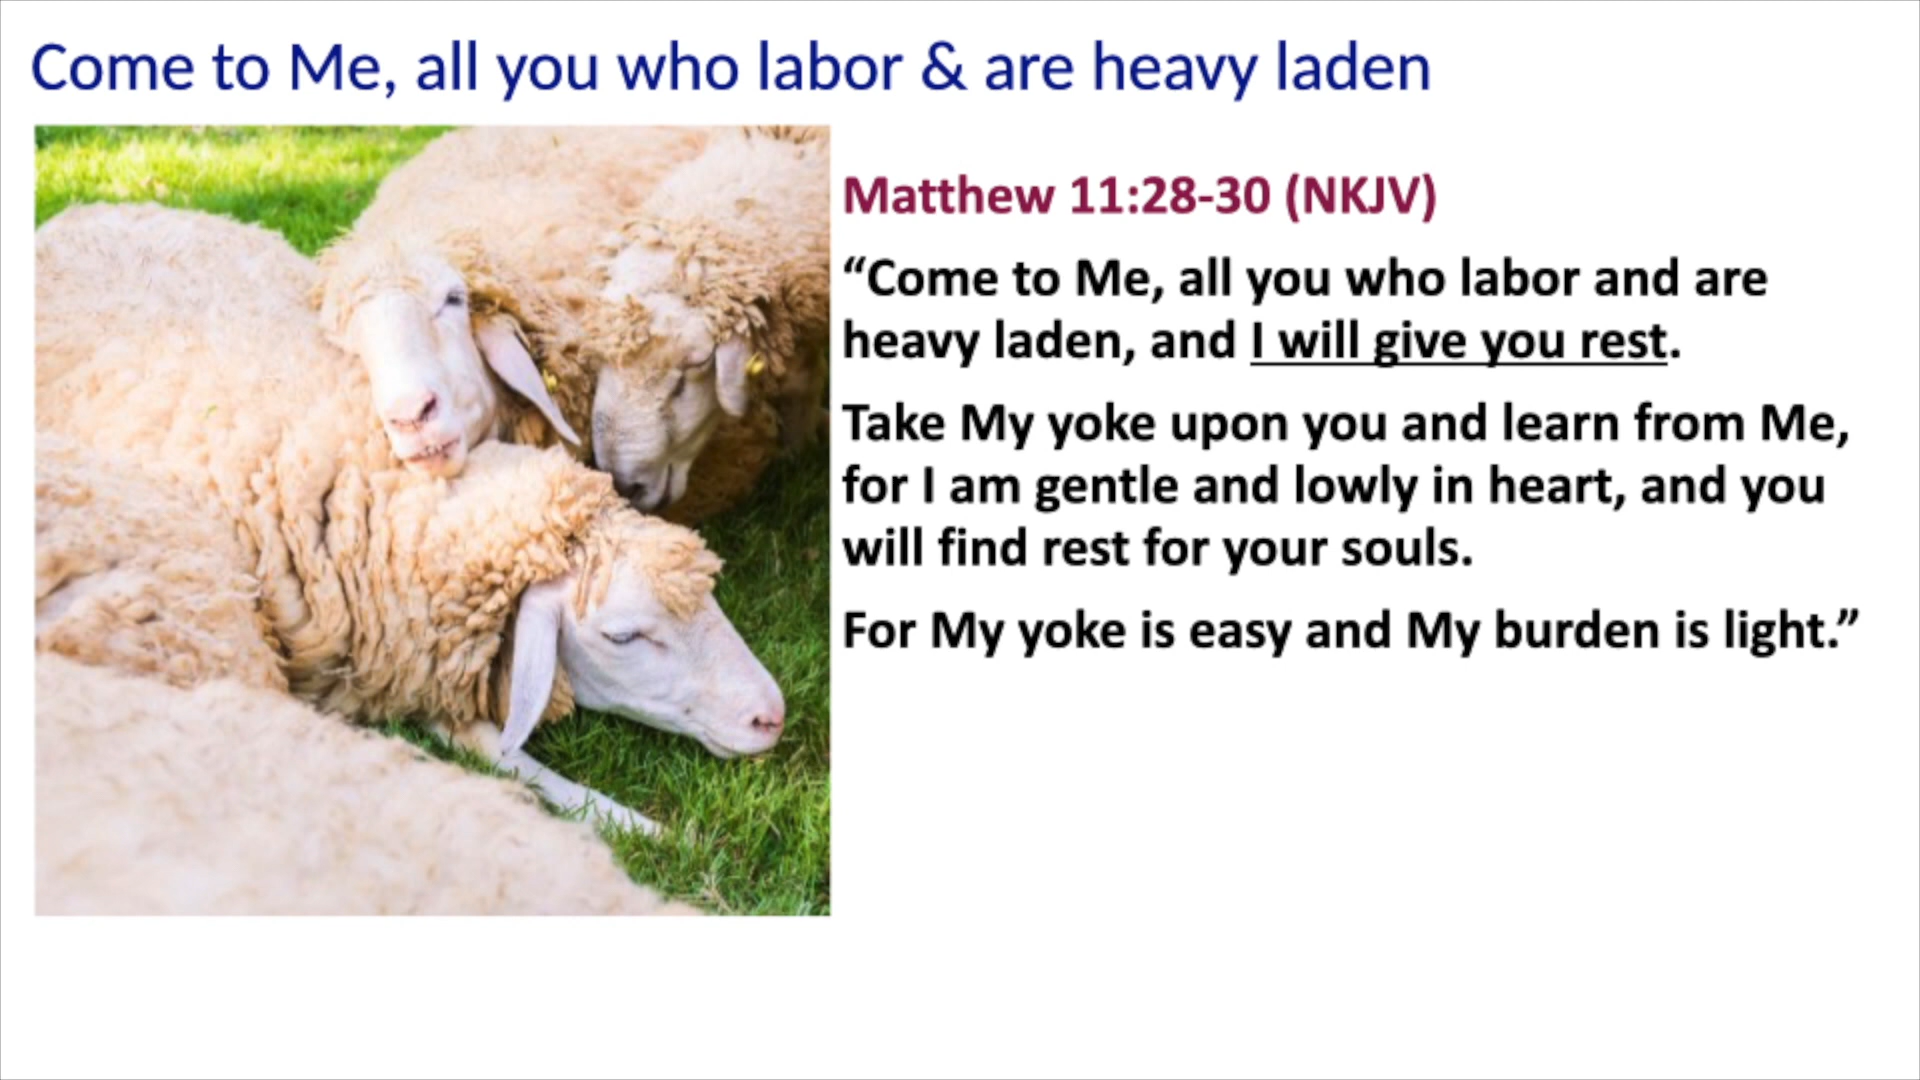 Come to Me, all you who labor & are heavy laden
Matthew 11:28-30 (NKJV)
“Come to Me, all you who labor and are
heavy laden, and I will give you rest.
Take My yoke upon you and learn from Me,
for I am gentle and lowly in heart, and you
will find rest for your souls.
For My yoke is easy and My burden is light.”